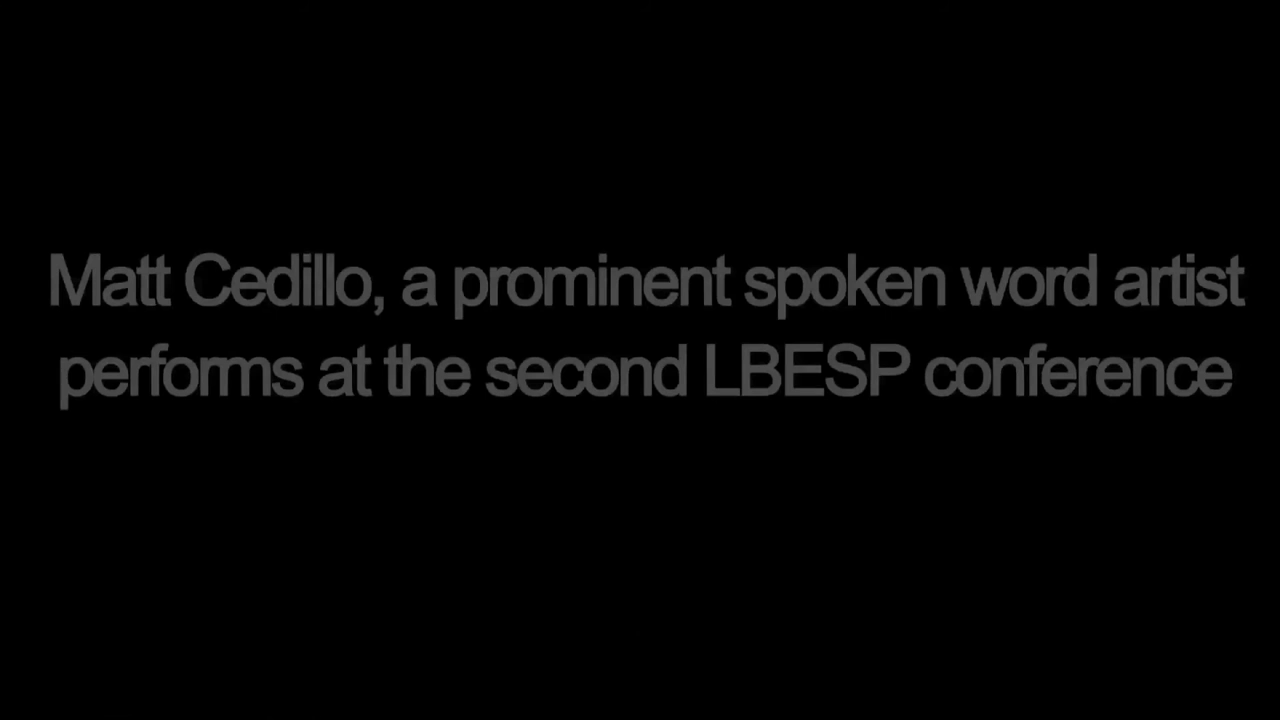 Matt Cedillo, a prominent spoken word artist
performs at the second LBESP conference